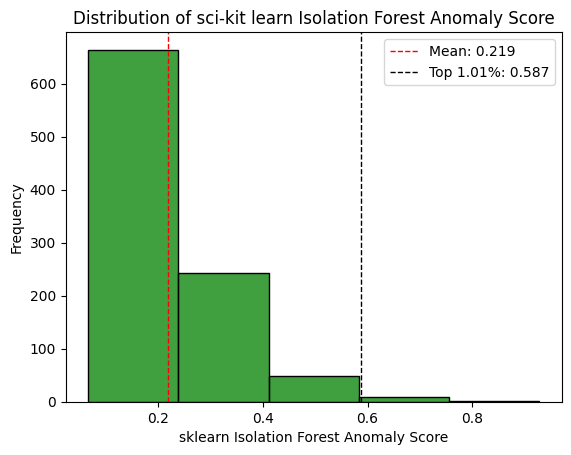 Distribution of sci-kit learn Isolation Forest Anomaly Score
Mean: 0.219
Top 1.01%: 0.587
Frequency
600
500
400
300
200
100
0
0.2 0.4 0.6 0.8
sklearn Isolation Forest Anomaly Score